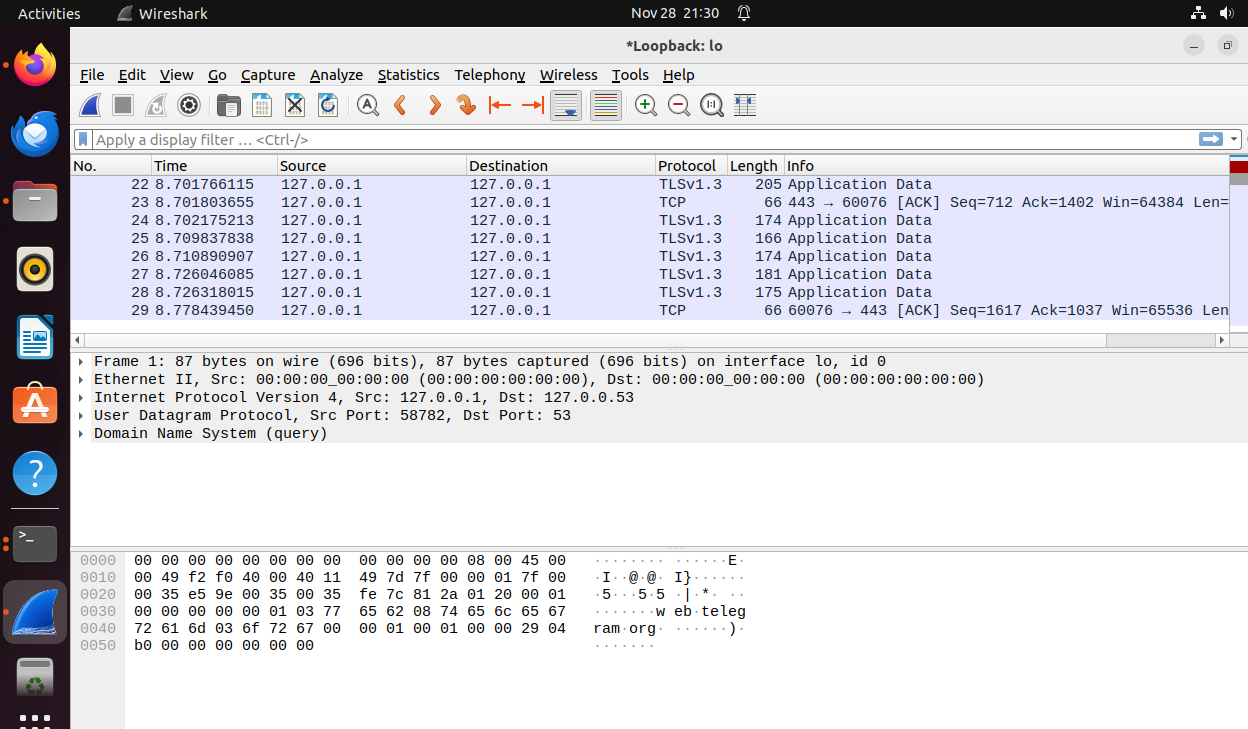 Activities Wireshark Nov 28 21:30
*Loopback: lo
File Edit View Go Capture Analyze Statistics Telephony Wireless Tools Help
Apply a display filter … <Ctrl-/>
No. Time Source Destination Protocol Length Info
22 8.701766115 127.0.0.1 127.0.0.1 TLSv1.3 205 Application Data
23 8.701803655 127.0.0.1 127.0.0.1 TCP 66 443 → 60076 [ACK] Seq=712 Ack=1402 Win=64384 Len=
24 8.702175213 127.0.0.1 127.0.0.1 TLSv1.3 174 Application Data
25 8.709837838 127.0.0.1 127.0.0.1 TLSv1.3 166 Application Data
26 8.710890907 127.0.0.1 127.0.0.1 TLSv1.3 174 Application Data
27 8.726046085 127.0.0.1 127.0.0.1 TLSv1.3 181 Application Data
28 8.726318015 127.0.0.1 127.0.0.1 TLSv1.3 175 Application Data
29 8.778439450 127.0.0.1 127.0.0.1 TCP 66 60076 → 443 [ACK] Seq=1617 Ack=1037 Win=65536 Len
Frame 1: 87 bytes on wire (696 bits), 87 bytes captured (696 bits) on interface lo, id 0
Ethernet II, Src: 00:00:00_00:00:00 (00:00:00:00:00:00), Dst: 00:00:00_00:00:00 (00:00:00:00:00:00)
Internet Protocol Version 4, Src: 127.0.0.1, Dst: 127.0.0.53
User Datagram Protocol, Src Port: 58782, Dst Port: 53
Domain Name System (query)
0000 00 00 00 00 00 00 00 00 00 00 00 00 08 00 45 00 ········ ······E·
0010 00 49 f2 f0 40 00 40 11 49 7d 7f 00 00 01 7f 00 ·I··@·@· I}······
0020 00 35 e5 9e 00 35 00 35 fe 7c 81 2a 01 20 00 01 ·5···5·5 ·|·*· ··
0030 00 00 00 00 00 01 03 77 65 62 08 74 65 6c 65 67 ·······w eb·teleg
0040 72 61 6d 03 6f 72 67 00 00 01 00 01 00 00 29 04 ram·org· ······)·
0050 b0 00 00 00 00 00 00 ·······